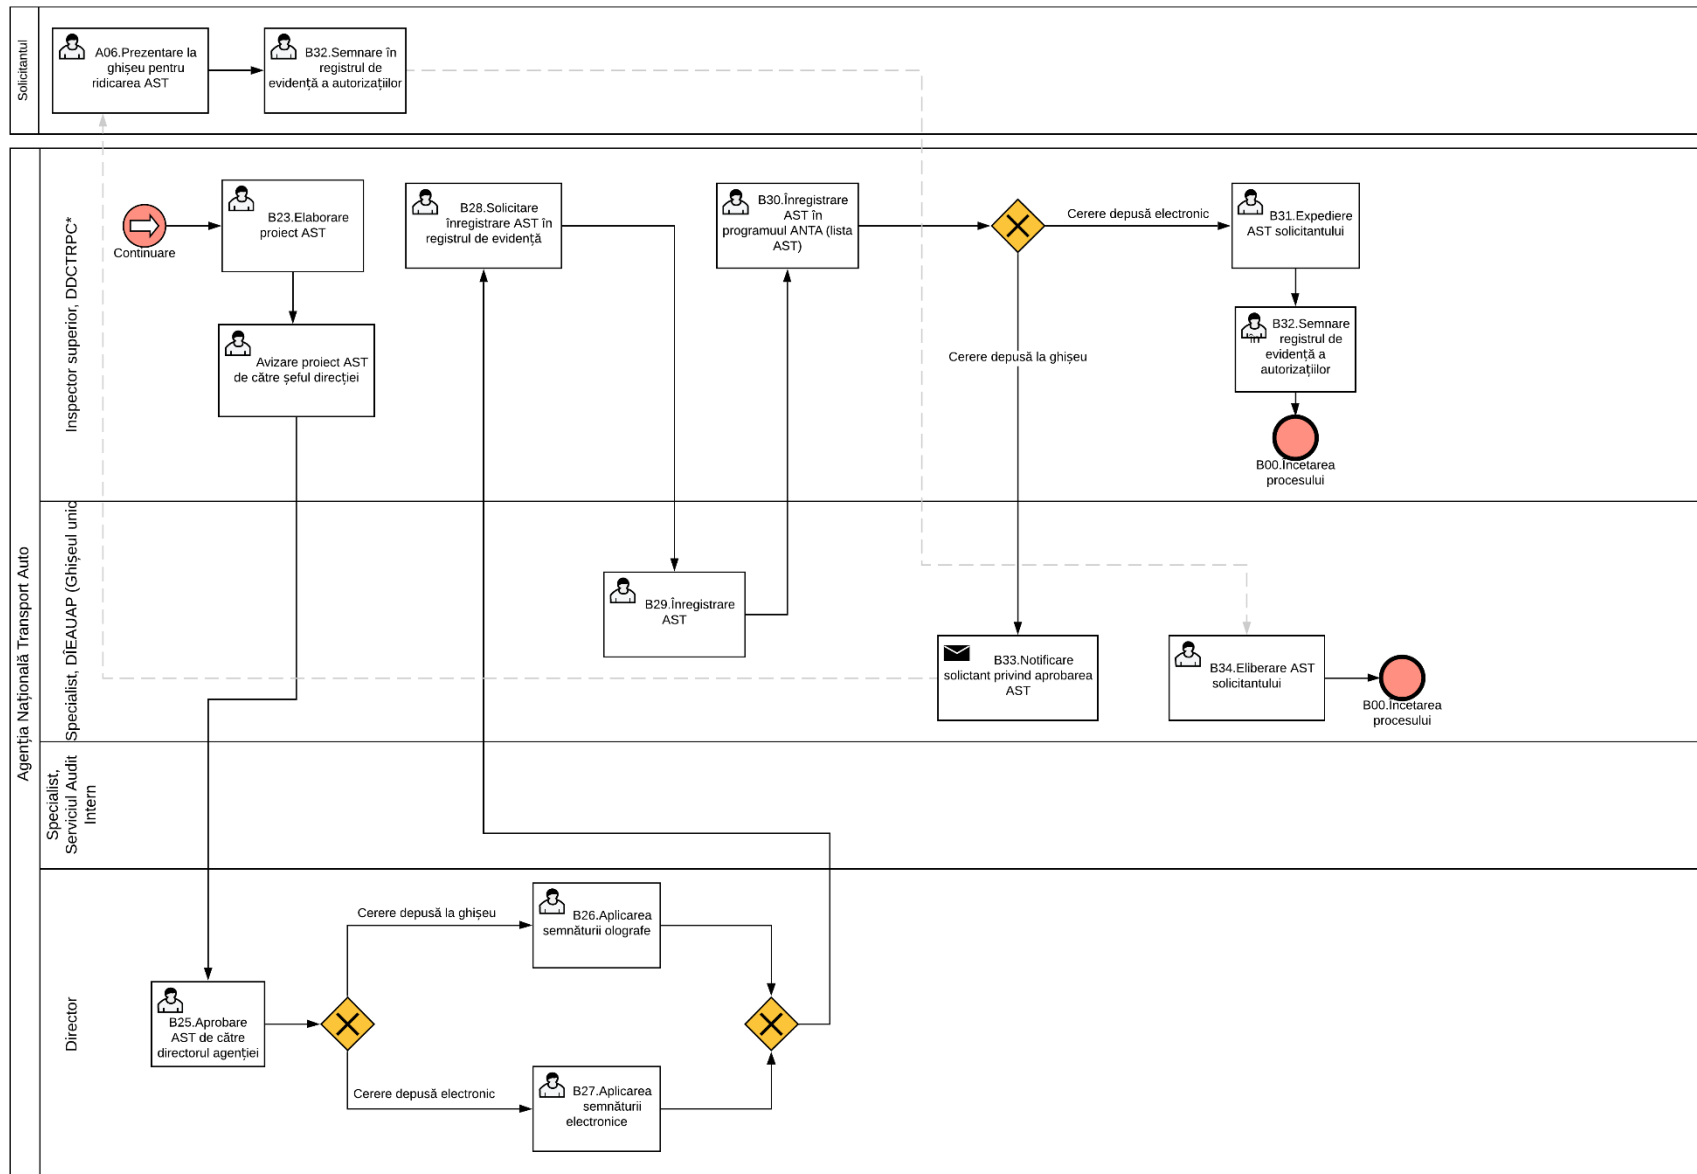 Solicitantul
A06.Prezentare la
ghișeu pentru
ridicarea AST
B32.Semnare în
registrul de
evidență a autorizațiilor
Agenția Națională Transport Auto
Inspector superior, DDCTRPC*
Continuare
B23.Elaborare
proiect AST
Avizare proiect AST
de către șeful direcției
B28.Solicitare
înregistrare AST în
registrul de evidență
B30.Înregistrare
AST în
programuul ANTA (lista
AST)
Cerere depusă electronic
B31.Expediere
AST solicitantului
Cerere depusă la ghișeu
B32.Semnare
în registrul de
evidență a
autorizațiilor
B00.Încetarea
procesului
Specialist, DÎEAUAP (Ghișeul unic
B29.Înregistrare
AST
B33.Notificare
solictant privind aprobarea
AST
B34.Eliberare AST
solicitantului
B00.Încetarea
procesului
Specialist,
Serviciul Audit
Intern
Director
B25.Aprobare
AST de către
directorul agenției
Cerere depusă la ghișeu
B26.Aplicarea
semnăturii olografe
Cerere depusă electronic
B27.Aplicarea
semnăturii
electronice